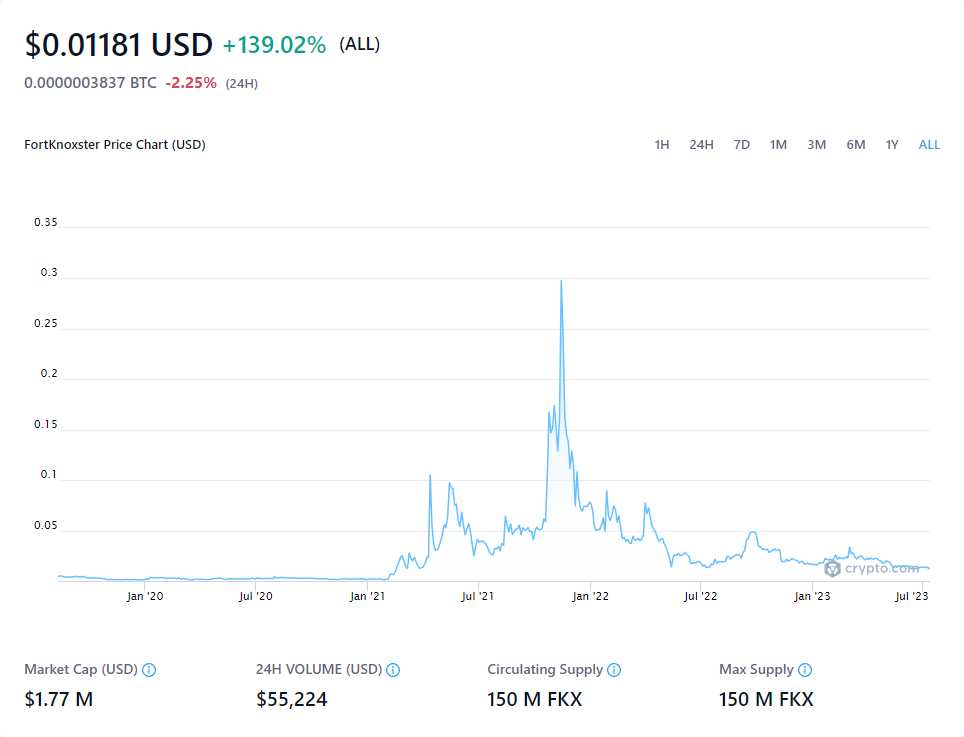 $0.01181 USD +139.02% (ALL)
0.0000003837 BTC -2.25% (24H)
FortKnoxster Price Chart (USD) 1H 24H 7D 1M 3M 6M 1Y ALL
0.35
0.3
0.25
0.2
0.15
0.1
0.05
crypto.com
Jan '20 Jul '20 Jan '21 Jul '21 Jan '22 Jul '22 Jan '23 Jul '23
Market Cap (USD) 24H VOLUME (USD) Circulating Supply Max Supply
$1.77 M $55,224 150 M FKX 150 M FKX